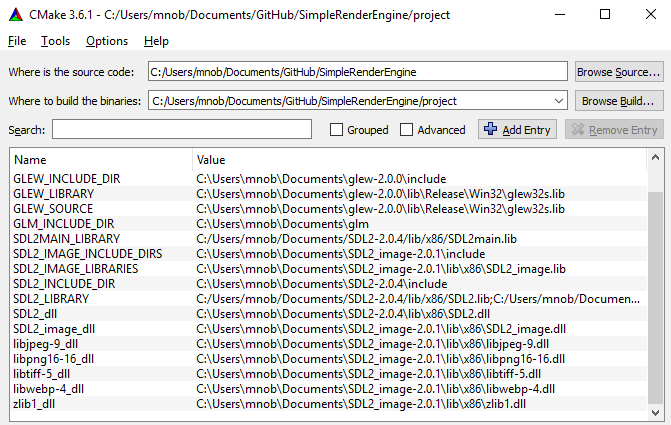 CMake 3.6.1 - C:/Users/mnob/Documents/GitHub/SimpleRenderEngine/project
File Tools Options Help
Where is the source code: C:/Users/mnob/Documents/GitHub/SimpleRenderEngine Browse Source...
Where to build the binaries: C:/Users/mnob/Documents/GitHub/SimpleRenderEngine/project Browse Build...
Search: Grouped Advanced Add Entry Remove Entry
Name Value
GLEW_INCLUDE_DIR C:\Users\mnob\Documents\glew-2.0.0\include
GLEW_LIBRARY C:\Users\mnob\Documents\glew-2.0.0\lib\Release\Win32\glew32s.lib
GLEW_SOURCE C:\Users\mnob\Documents\glew-2.0.0\lib\Release\Win32\glew32s.lib
GLM_INCLUDE_DIR C:\Users\mnob\Documents\glm
SDL2MAIN_LIBRARY C:/Users/mnob/Documents/SDL2-2.0.4/lib/x86/SDL2main.lib
SDL2_IMAGE_INCLUDE_DIRS C:\Users\mnob\Documents\SDL2_image-2.0.1\include
SDL2_IMAGE_LIBRARIES C:\Users\mnob\Documents\SDL2_image-2.0.1\lib\x86\SDL2_image.lib
SDL2_INCLUDE_DIR C:\Users\mnob\Documents\SDL2-2.0.4\include
SDL2_LIBRARY C:/Users/mnob/Documents/SDL2-2.0.4/lib/x86/SDL2.lib;C:/Users/mnob/Documen...
SDL2_dll C:\Users\mnob\Documents\SDL2-2.0.4\lib\x86\SDL2.dll
SDL2_image_dll C:\Users\mnob\Documents\SDL2_image-2.0.1\lib\x86\SDL2_image.dll
libjpeg-9_dll C:\Users\mnob\Documents\SDL2_image-2.0.1\lib\x86\libjpeg-9.dll
libpng16-16_dll C:\Users\mnob\Documents\SDL2_image-2.0.1\lib\x86\libpng16-16.dll
libtiff-5_dll C:\Users\mnob\Documents\SDL2_image-2.0.1\lib\x86\libtiff-5.dll
libwebp-4_dll C:\Users\mnob\Documents\SDL2_image-2.0.1\lib\x86\libwebp-4.dll
zlib1_dll C:\Users\mnob\Documents\SDL2_image-2.0.1\lib\x86\zlib1.dll